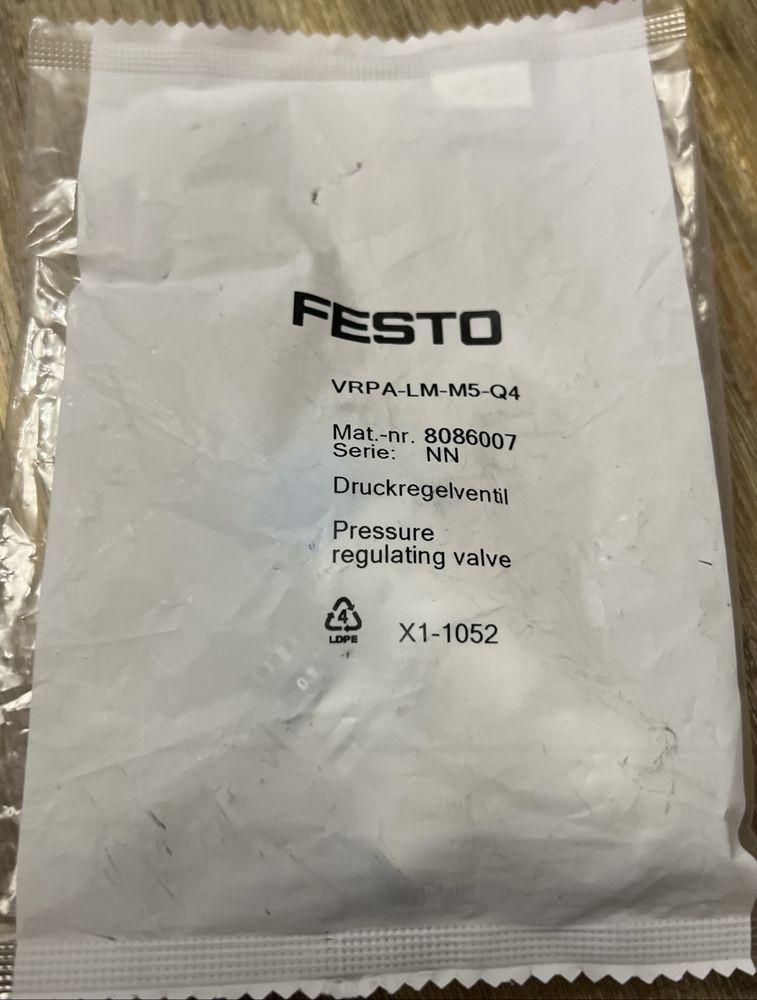 FESTO
VRPA-LM-M5-Q4
Mat.-nr. 8086007
Serie: NN
Druckregelventil
Pressure
regulating valve
4
LDPE
X1-1052